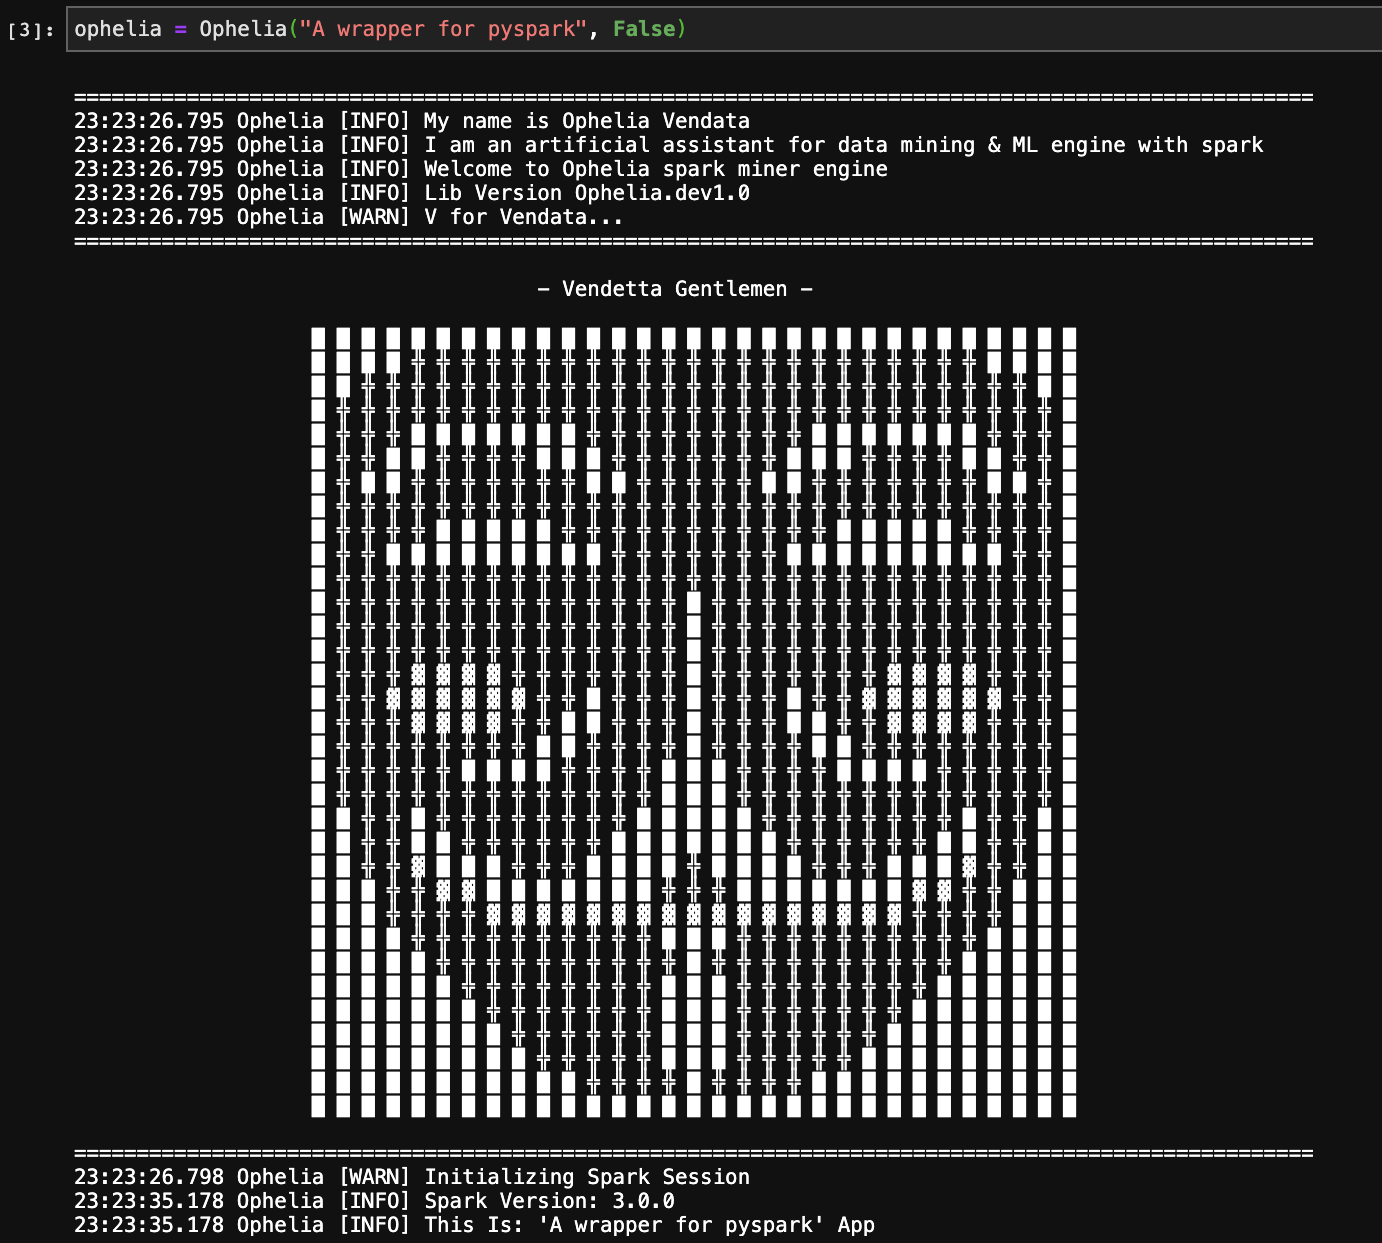 [3]: ophelia = Ophelia("A wrapper for pyspark", False)
====================================================================================================
23:23:26.795 Ophelia [INFO] My name is Ophelia Vendata
23:23:26.795 Ophelia [INFO] I am an artificial assistant for data mining & ML engine with spark
23:23:26.795 Ophelia [INFO] Welcome to Ophelia spark miner engine
23:23:26.795 Ophelia [INFO] Lib Version Ophelia.dev1.0
23:23:26.795 Ophelia [WARN] V for Vendata...
====================================================================================================
- Vendetta Gentlemen -
====================================================================================================
23:23:26.798 Ophelia [WARN] Initializing Spark Session
23:23:35.178 Ophelia [INFO] Spark Version: 3.0.0
23:23:35.178 Ophelia [INFO] This Is: 'A wrapper for pyspark' App